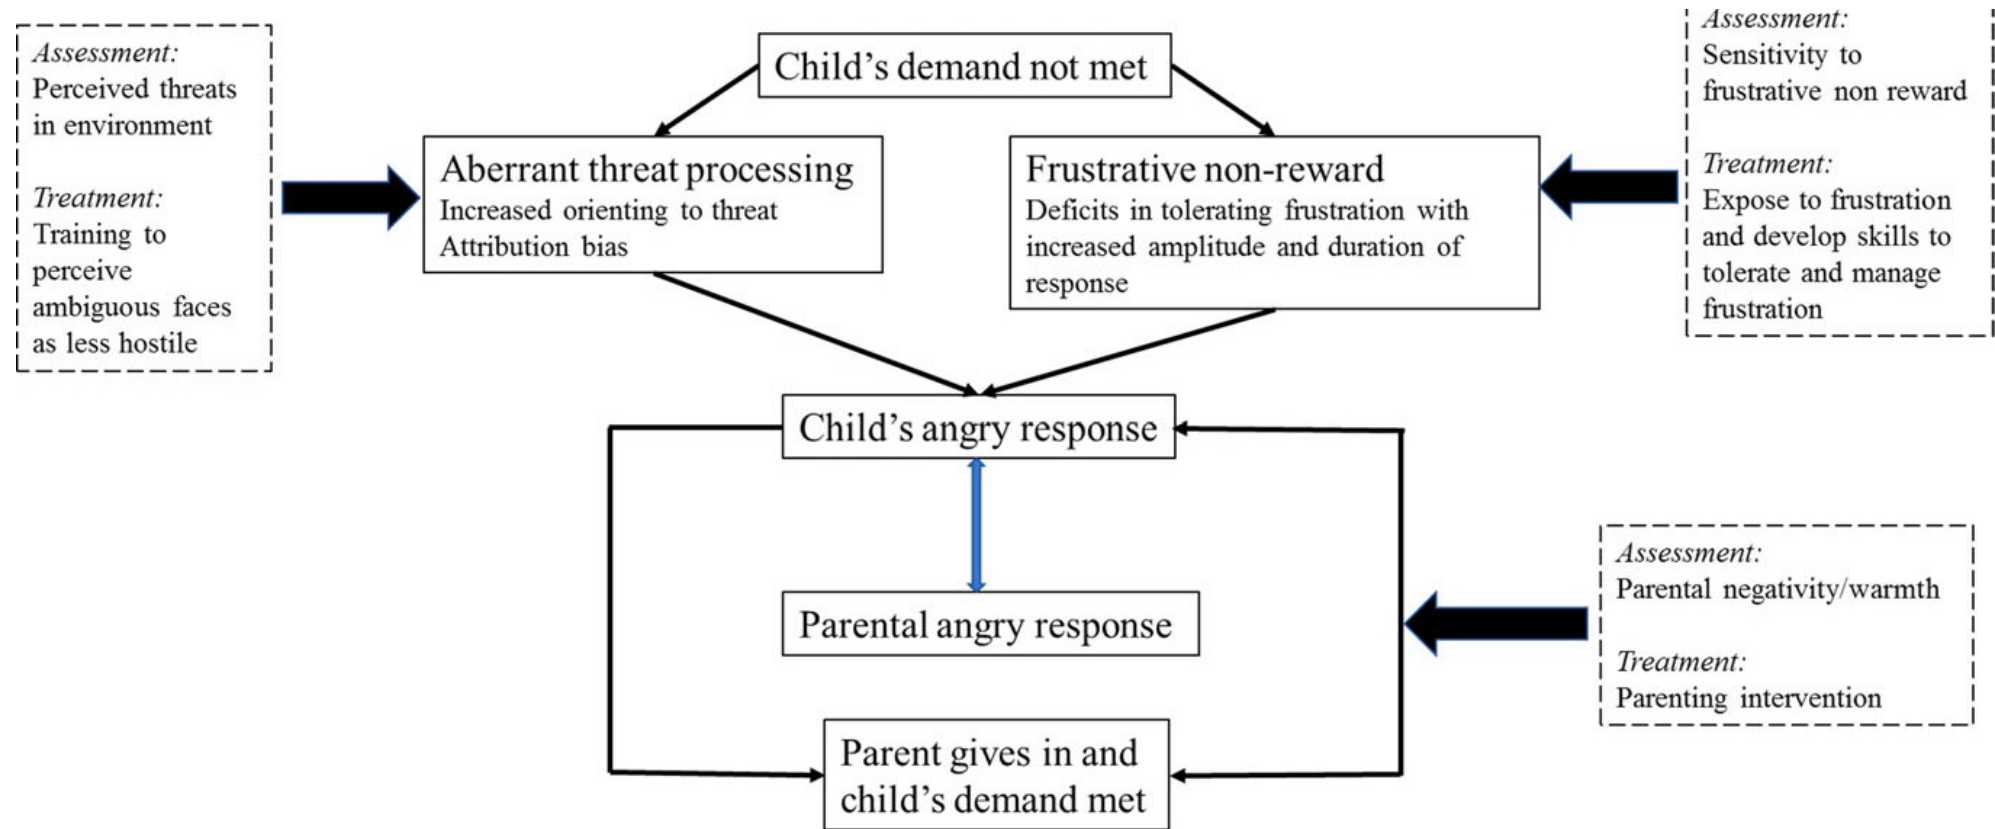 Assessment:
Perceived threats
in environment
Treatment:
Training to
perceive
ambiguous faces
as less hostile
Child’s demand not met
Aberrant threat processing
Increased orienting to threat
Attribution bias
Frustrative non-reward
Deficits in tolerating frustration with
increased amplitude and duration of
response
Assessment:
Sensitivity to
frustrative non reward
Treatment:
Expose to frustration
and develop skills to
tolerate and manage
frustration
Child’s angry response
Parental angry response
Assessment:
Parental negativity/warmth
Treatment:
Parenting intervention
Parent gives in and
child’s demand met